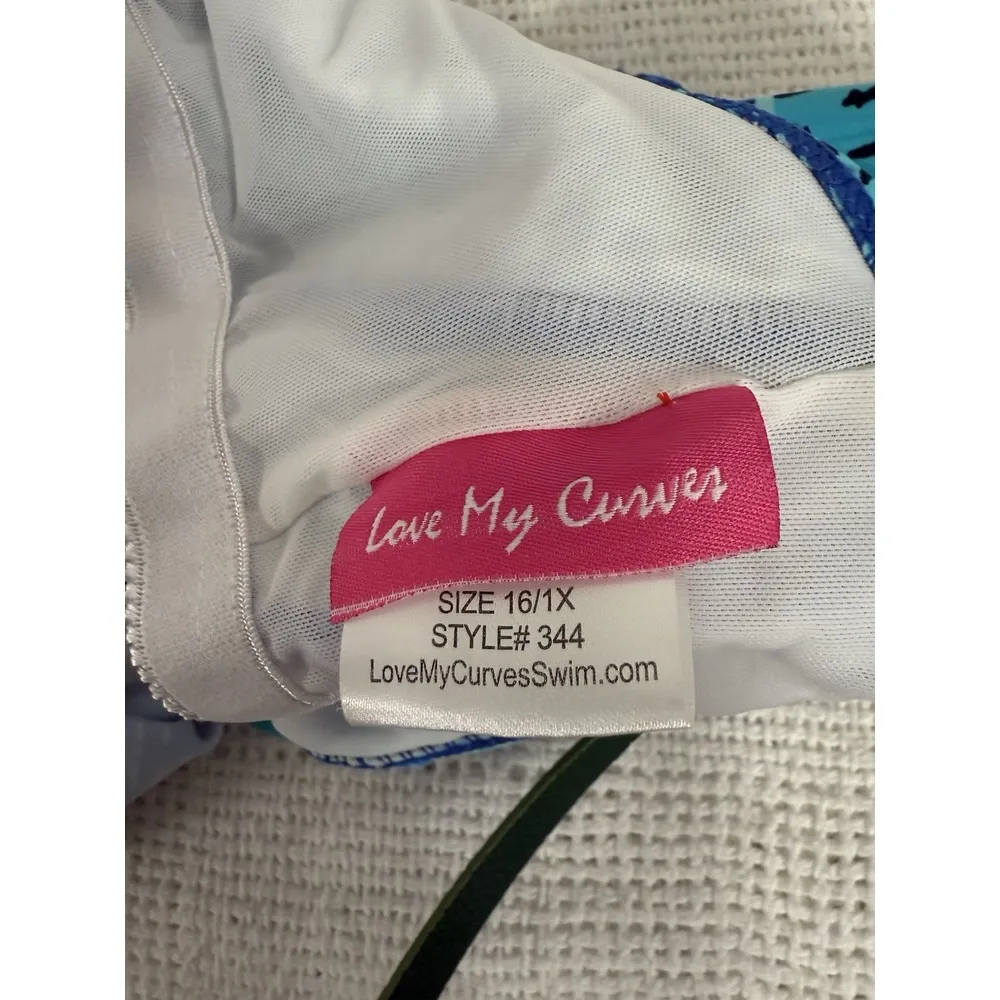 Love My Curves
SIZE 16/1X
STYLE# 344
LoveMyCurvesSwim.com